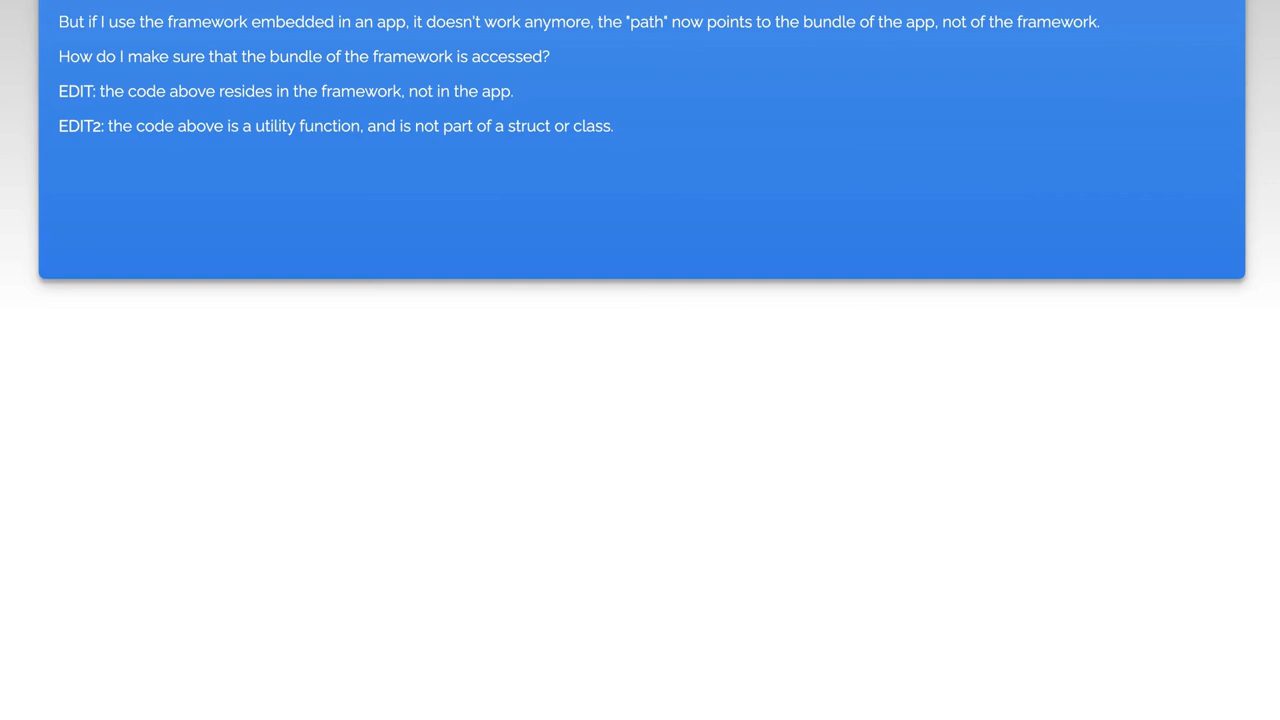 But if I use the framework embedded in an app, it doesn't work anymore, the "path" now points to the bundle of the app, not of the framework.
How do I make sure that the bundle of the framework is accessed?
EDIT: the code above resides in the framework, not in the app.
EDIT2: the code above is a utility function, and is not part of a struct or class.